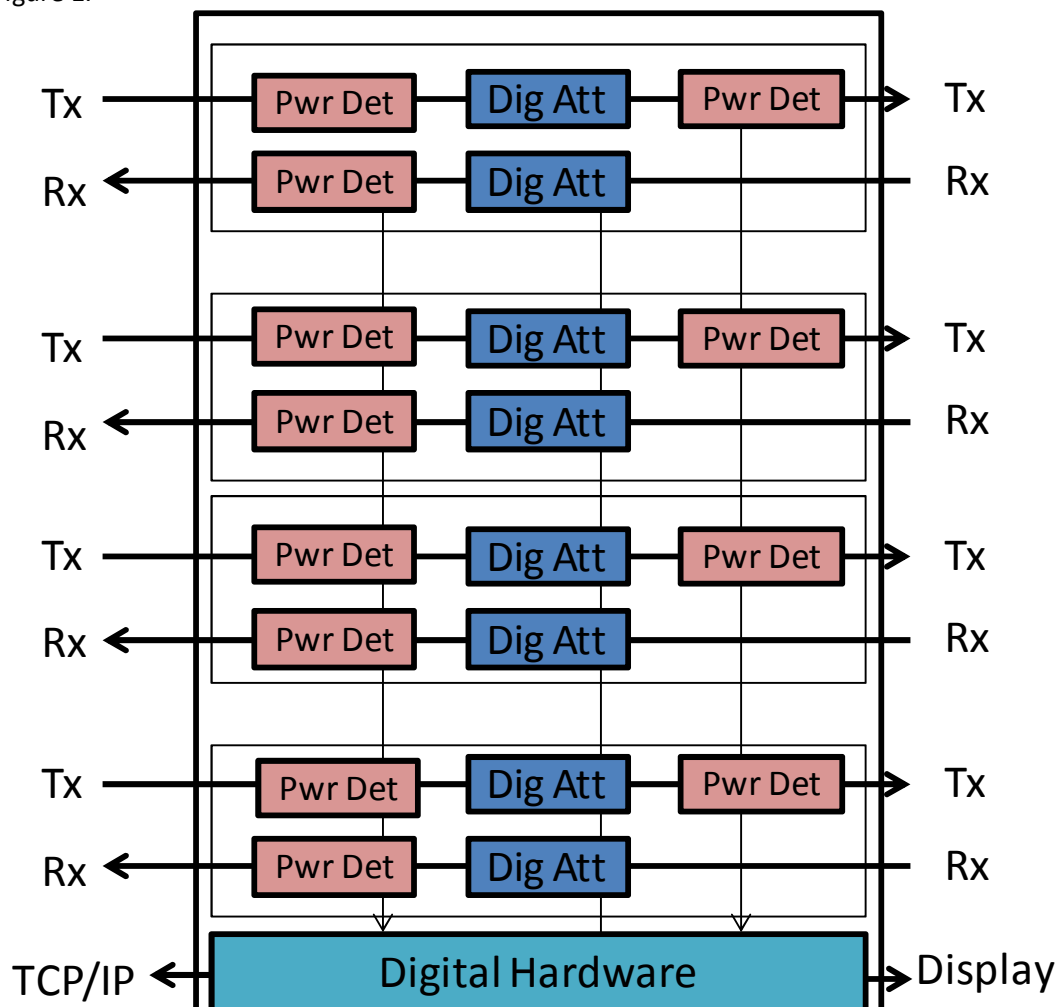 Tx Pwr Det Dig Att Pwr Det Tx
Rx Pwr Det Dig Att Rx
Tx Pwr Det Dig Att Pwr Det Tx
Rx Pwr Det Dig Att Rx
Tx Pwr Det Dig Att Pwr Det Tx
Rx Pwr Det Dig Att Rx
Tx Pwr Det Dig Att Pwr Det Tx
Rx Pwr Det Dig Att Rx
TCP/IP Digital Hardware Display